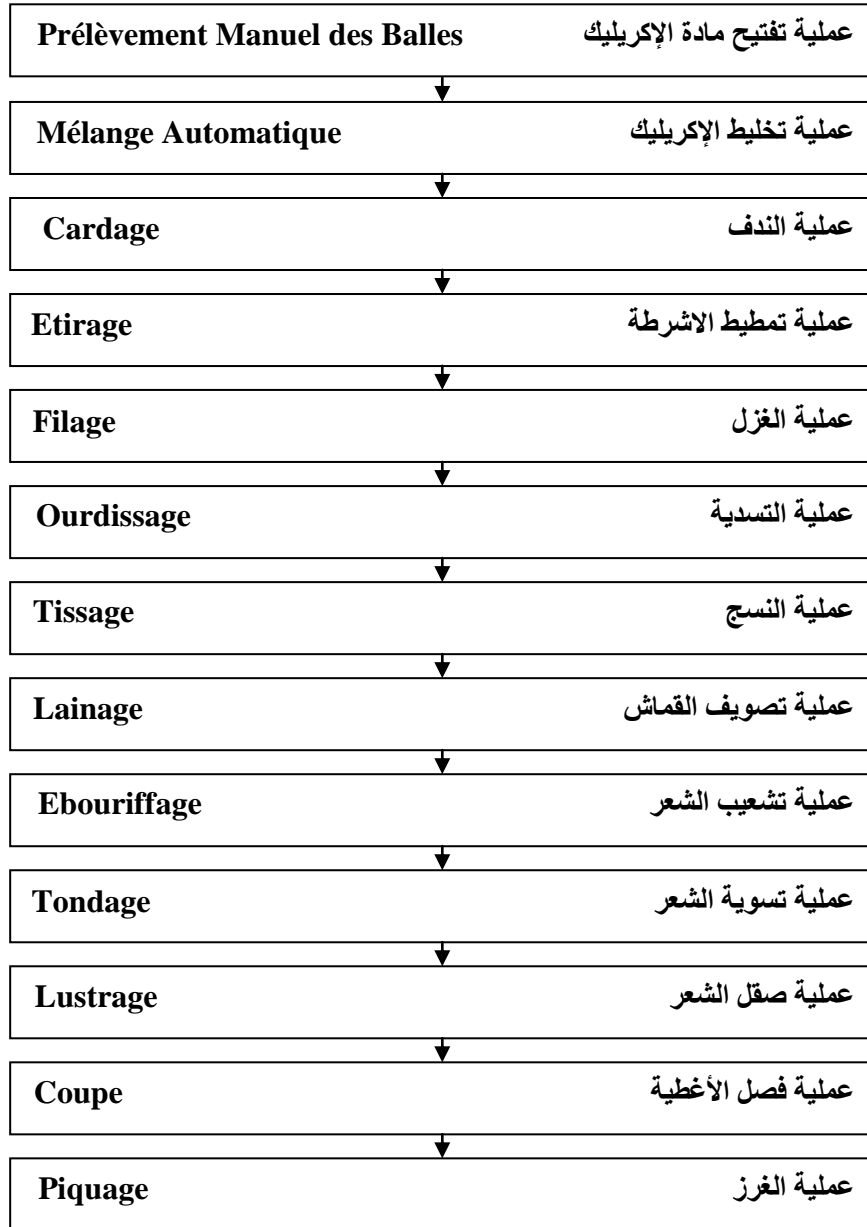 Prélèvement Manuel des Balles عملية تفتيح مادة الإكريليك
Mélange Automatique عملية تخليط الإكريليك
Cardage عملية الندف
Etirage عملية تمطيط الاشرطة
Filage عملية الغزل
Ourdissage عملية التسدية
Tissage عملية النسج
Lainage عملية تصويف القماش
Ebouriffage عملية تشعيب الشعر
Tondage عملية تسوية الشعر
Lustrage عملية صقل الشعر
Coupe عملية فصل الأغطية
Piquage عملية الغرز